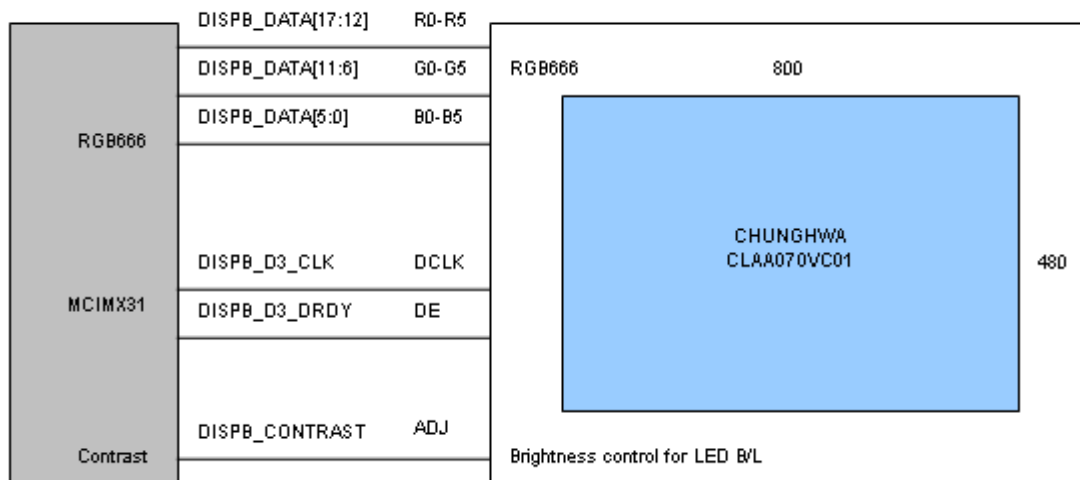 DISPB_DATA[17:12] R0-R5
DISPB_DATA[11:6] G0-G5
RGB666 800
DISPB_DATA[5:0] B0-B5
RGB666
CHUNGHWA
CLAA070VC01
480
DISPB_D3_CLK DCLK
MCIMX31
DISPB_D3_DRDY DE
DISPB_CONTRAST ADJ
Contrast
Brightness control for LED B/L